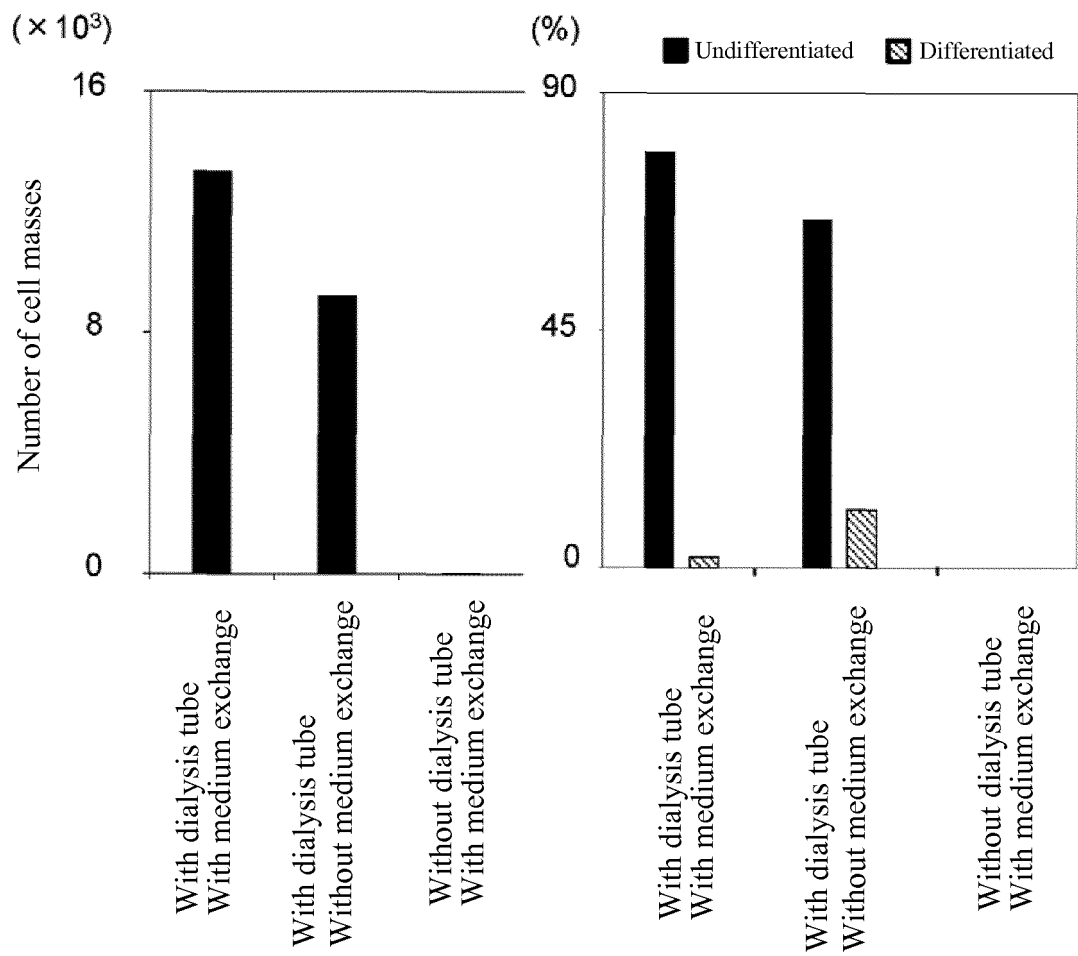 (×10³)
16
8
0
Number of cell masses
With dialysis tube
With medium exchange
With dialysis tube
Without medium exchange
Without dialysis tube
With medium exchange
(%)
Undifferentiated
Differentiated
90
45
0
With dialysis tube
With medium exchange
With dialysis tube
Without medium exchange
Without dialysis tube
With medium exchange